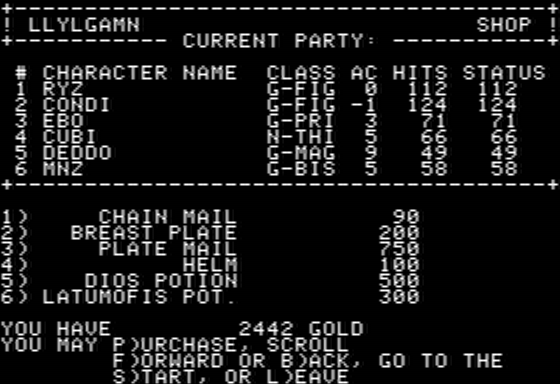 +--------------------------------------+
! LLYLGAMN                        SHOP !
+----------- CURRENT PARTY: -----------+
 # CHARACTER NAME  CLASS AC HITS STATUS
 1 RYZ             G-FIG  0  112  112
 2 CONDI           G-FIG -1  124  124
 3 EBO             G-PRI  3   71   71
 4 CUBI            N-THI  5   66   66
 5 DEDDO           G-MAG  9   49   49
 6 MNZ             G-BIS  5   58   58
+--------------------------------------+
1)     CHAIN MAIL           90
2)   BREAST PLATE          200
3)     PLATE MAIL          750
4)           HELM          100
5)    DIOS POTION          500
6) LATUMOFIS POT.          300
YOU HAVE         2442 GOLD
YOU MAY P)URCHASE, SCROLL
        F)ORWARD OR B)ACK, GO TO THE
        S)TART, OR L)EAVE